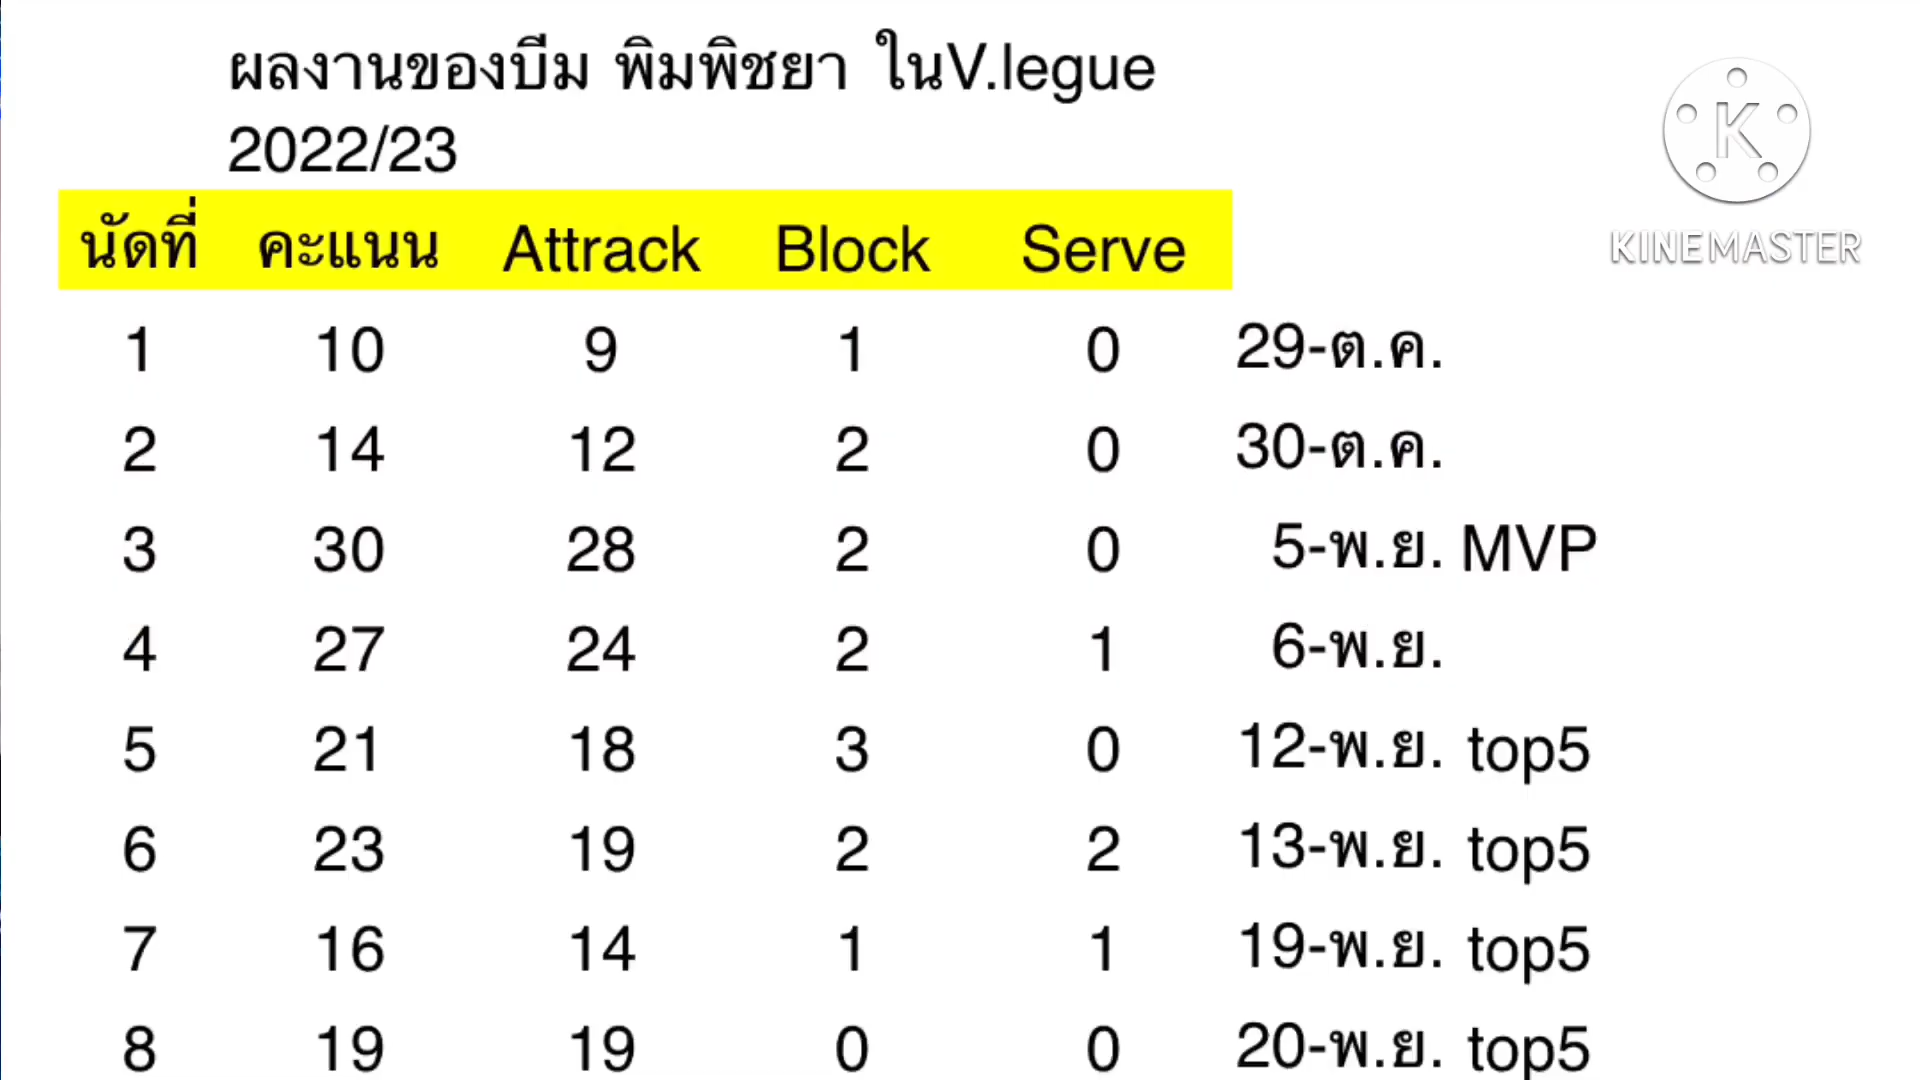 ผลงานของบีม พิมพิชยา ในV.legue
2022/23
K
KINEMASTER
นัดที่ คะแนน Attrack Block Serve
1 10 9 1 0 29-ต.ค.
2 14 12 2 0 30-ต.ค.
3 30 28 2 0 5-พ.ย. MVP
4 27 24 2 1 6-พ.ย.
5 21 18 3 0 12-พ.ย. top5
6 23 19 2 2 13-พ.ย. top5
7 16 14 1 1 19-พ.ย. top5
8 19 19 0 0 20-พ.ย. top5